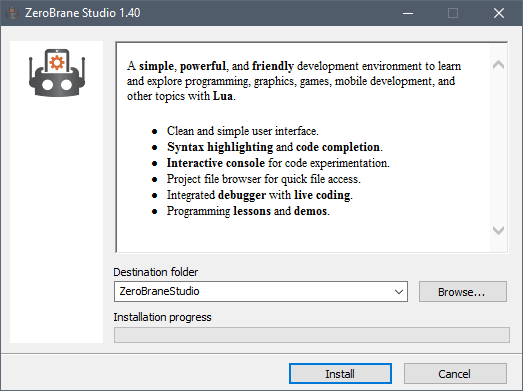 ZeroBrane Studio 1.40
A simple, powerful, and friendly development environment to learn
and explore programming, graphics, games, mobile development, and
other topics with Lua.
● Clean and simple user interface.
● Syntax highlighting and code completion.
● Interactive console for code experimentation.
● Project file browser for quick file access.
● Integrated debugger with live coding.
● Programming lessons and demos.
Destination folder
ZeroBraneStudio
Browse...
Installation progress
Install
Cancel